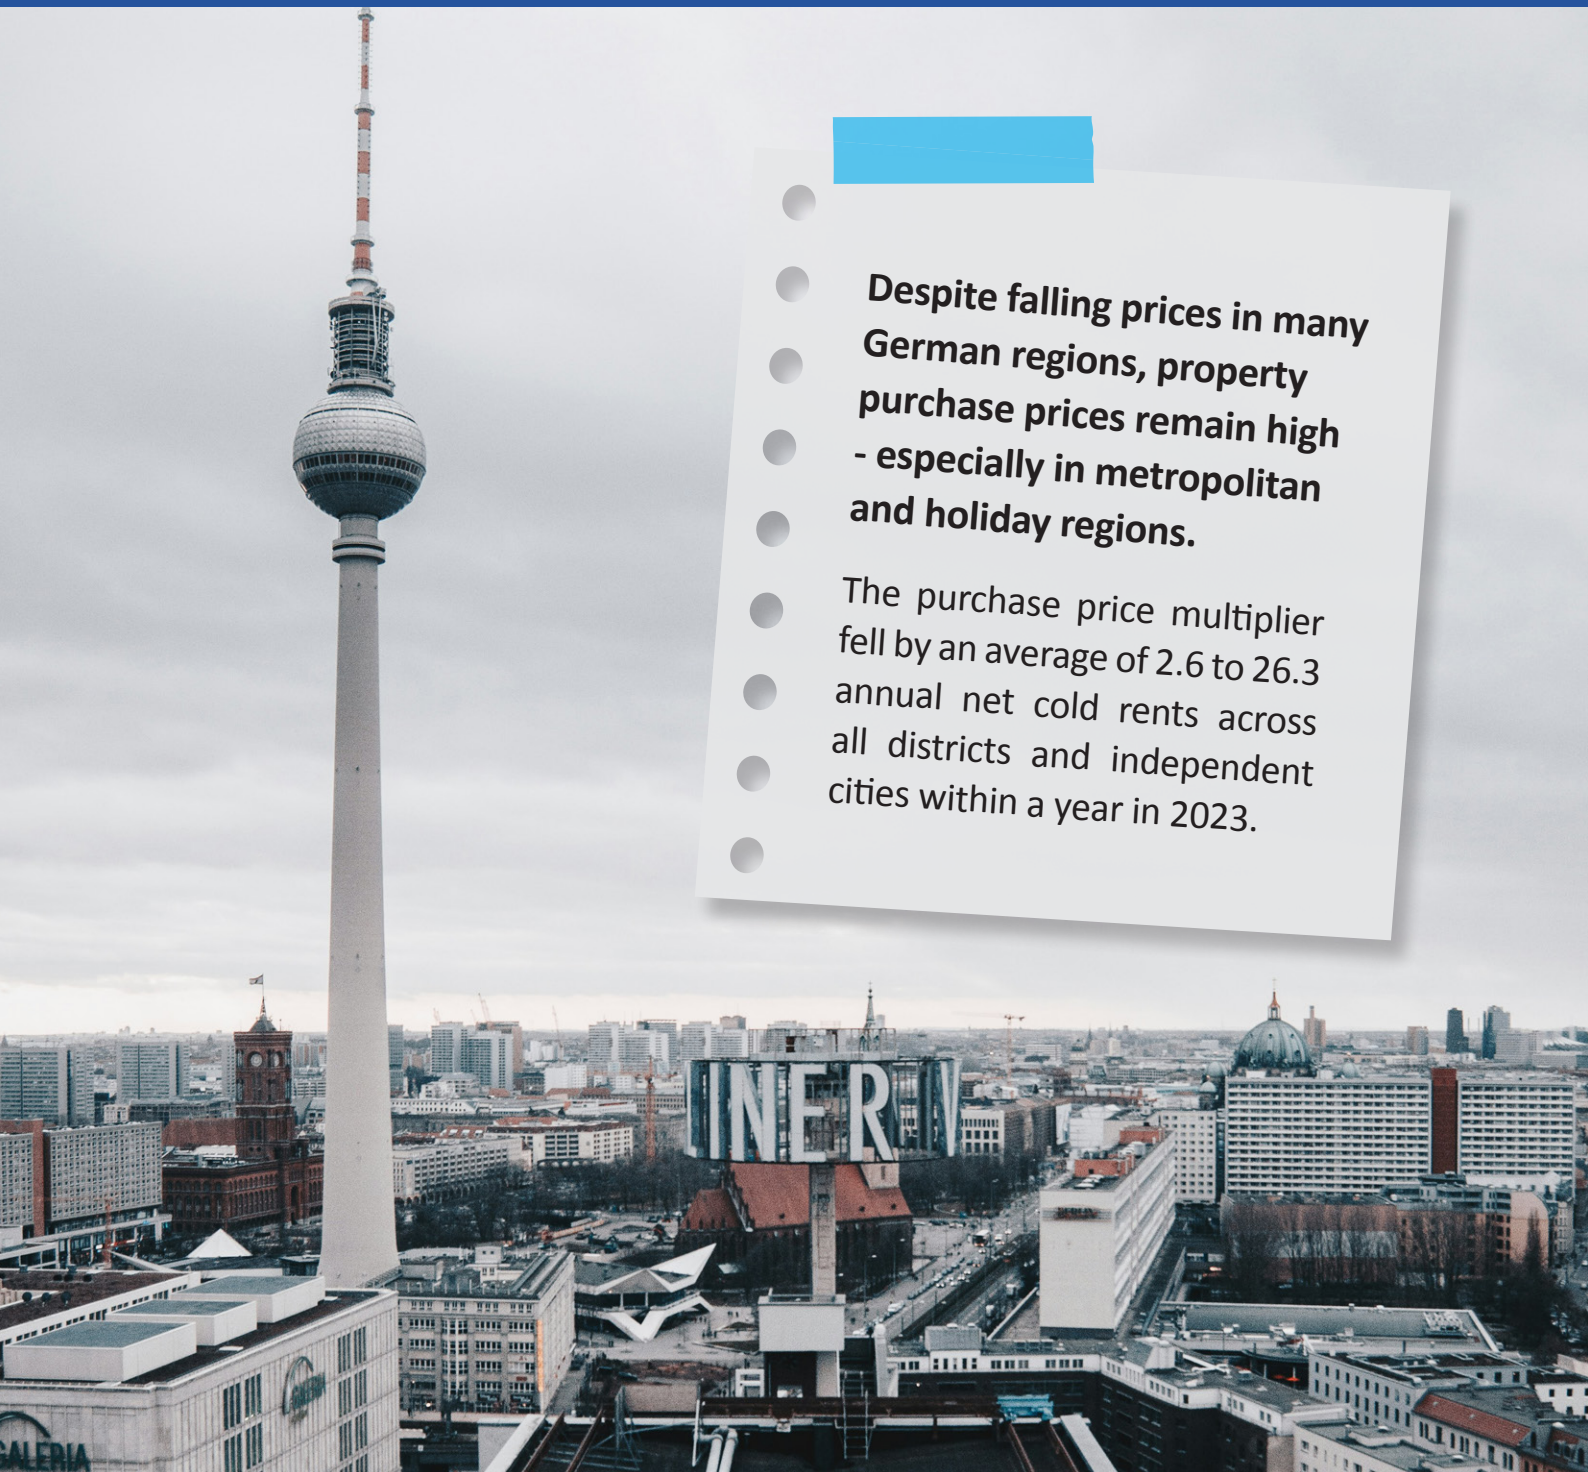 Despite falling prices in many
German regions, property
purchase prices remain high
- especially in metropolitan
and holiday regions.
The purchase price multiplier
fell by an average of 2.6 to 26.3
annual net cold rents across
all districts and independent
cities within a year in 2023.
INERIV
GALERIA